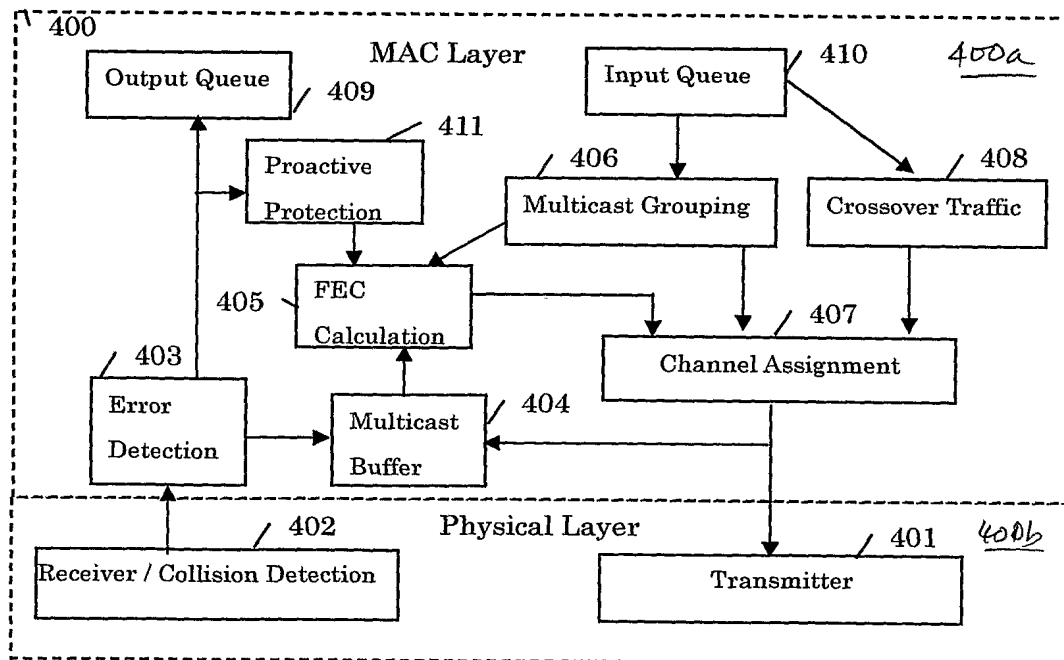 400
MAC Layer
400a
Output Queue
409
Input Queue
410
411
Proactive
Protection
406
Multicast Grouping
408
Crossover Traffic
405
FEC
Calculation
407
Channel Assignment
403
Error
Detection
404
Multicast
Buffer
Physical Layer
400b
402
Receiver / Collision Detection
401
Transmitter